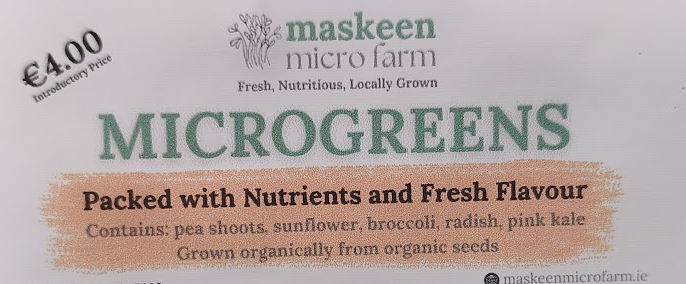 €4.00
Introductory Price
maskeen
micro farm
Fresh, Nutritious, Locally Grown
MICROGREENS
Packed with Nutrients and Fresh Flavour
Contains: pea shoots, sunflower, broccoli, radish, pink kale
Grown organically from organic seeds
maskeenmicrofarm.ie